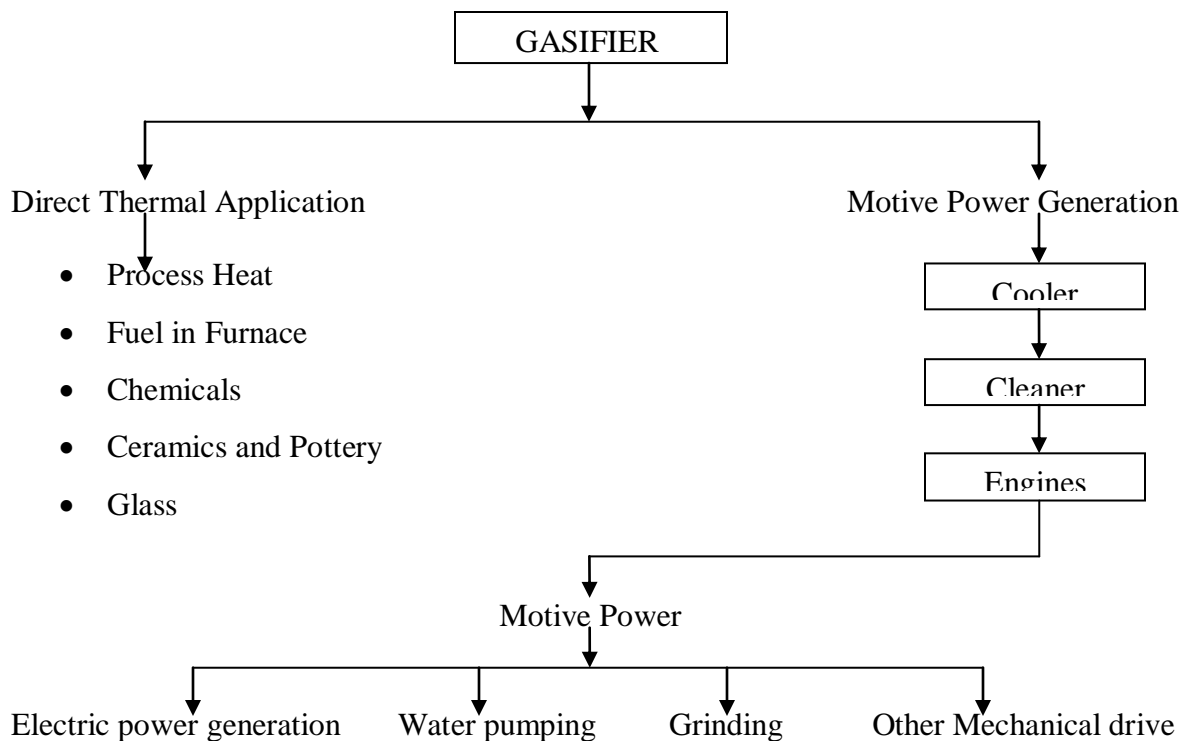 GASIFIER
Direct Thermal Application
Motive Power Generation
• Process Heat
• Fuel in Furnace
• Chemicals
• Ceramics and Pottery
• Glass
Cooler
Cleaner
Engines
Motive Power
Electric power generation
Water pumping
Grinding
Other Mechanical drive